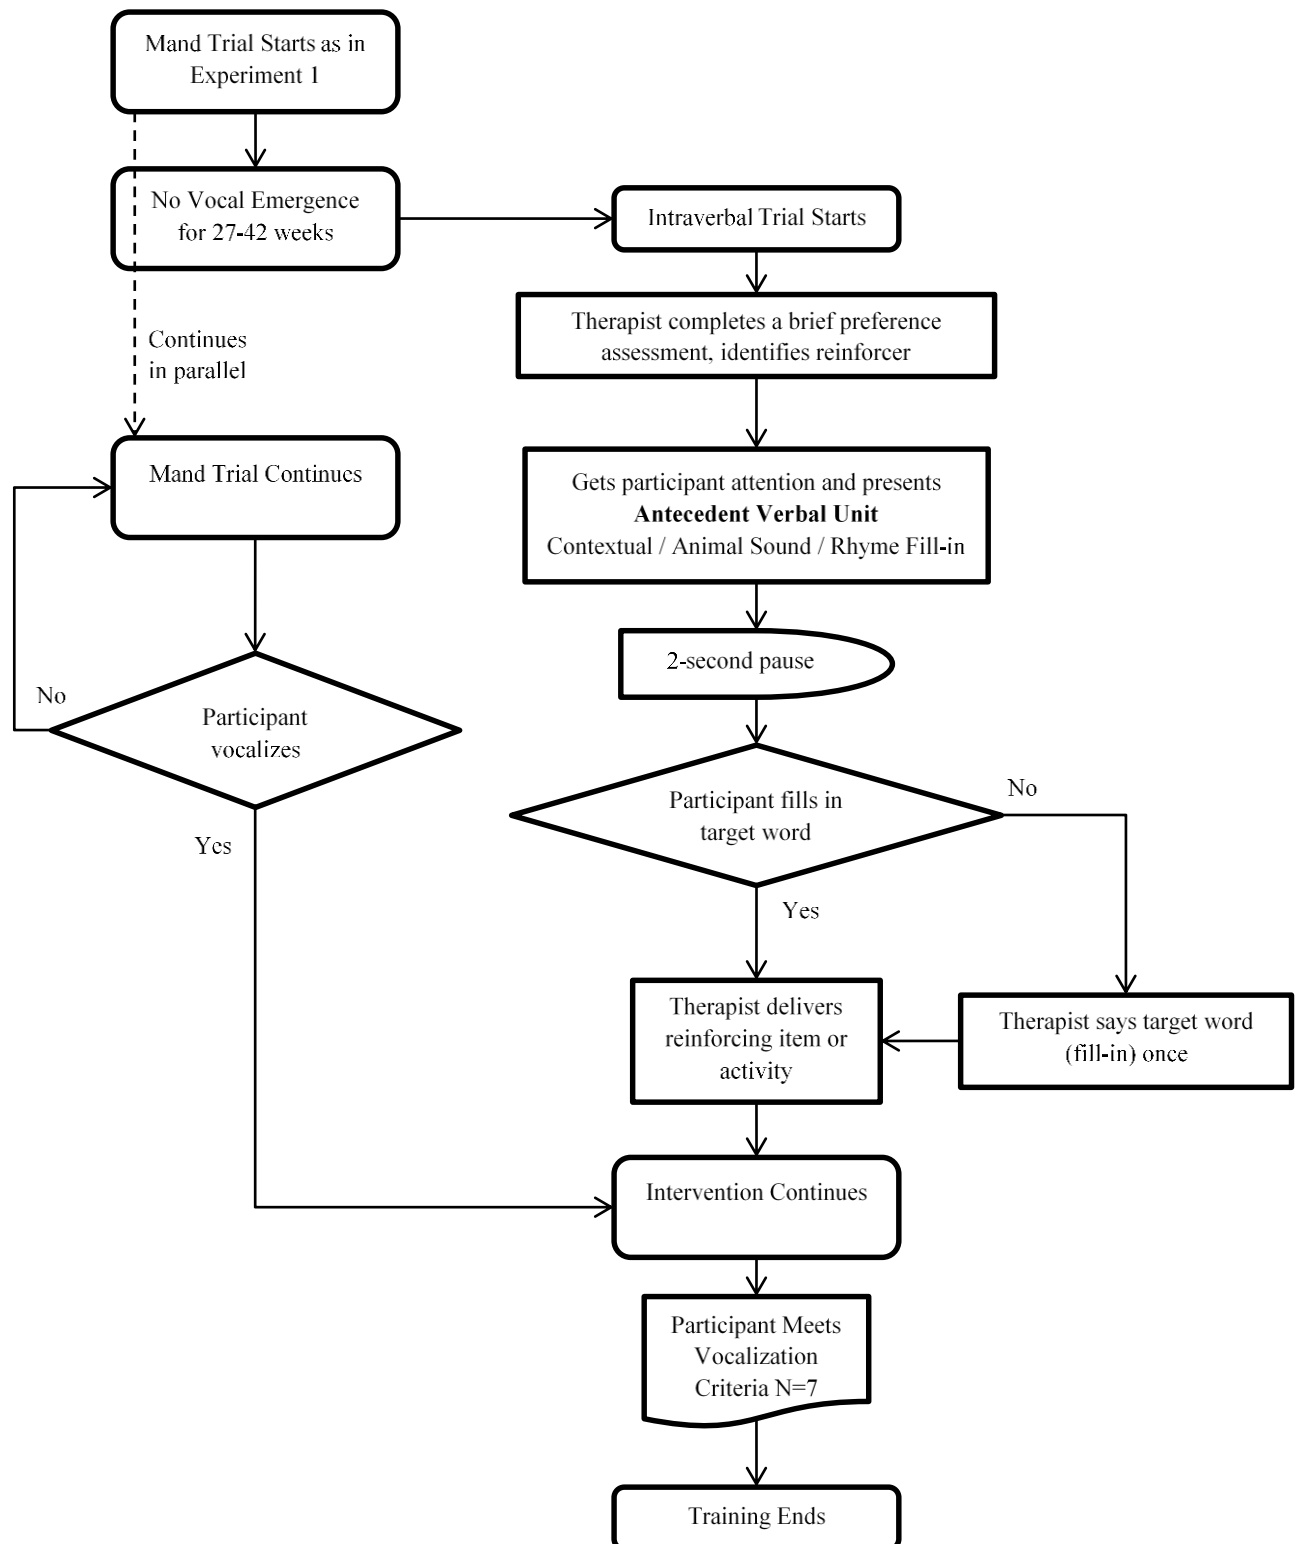 Mand Trial Starts as in
Experiment 1
No Vocal Emergence
for 27-42 weeks
Intraverbal Trial Starts
Therapist completes a brief preference
assessment, identifies reinforcer
Continues
in parallel
Mand Trial Continues
Gets participant attention and presents
Antecedent Verbal Unit
Contextual / Animal Sound / Rhyme Fill-in
2-second pause
No
Participant
vocalizes
Yes
Participant fills in
target word
No
Yes
Therapist delivers
reinforcing item or
activity
Therapist says target word
(fill-in) once
Intervention Continues
Participant Meets
Vocalization
Criteria N=7
Training Ends